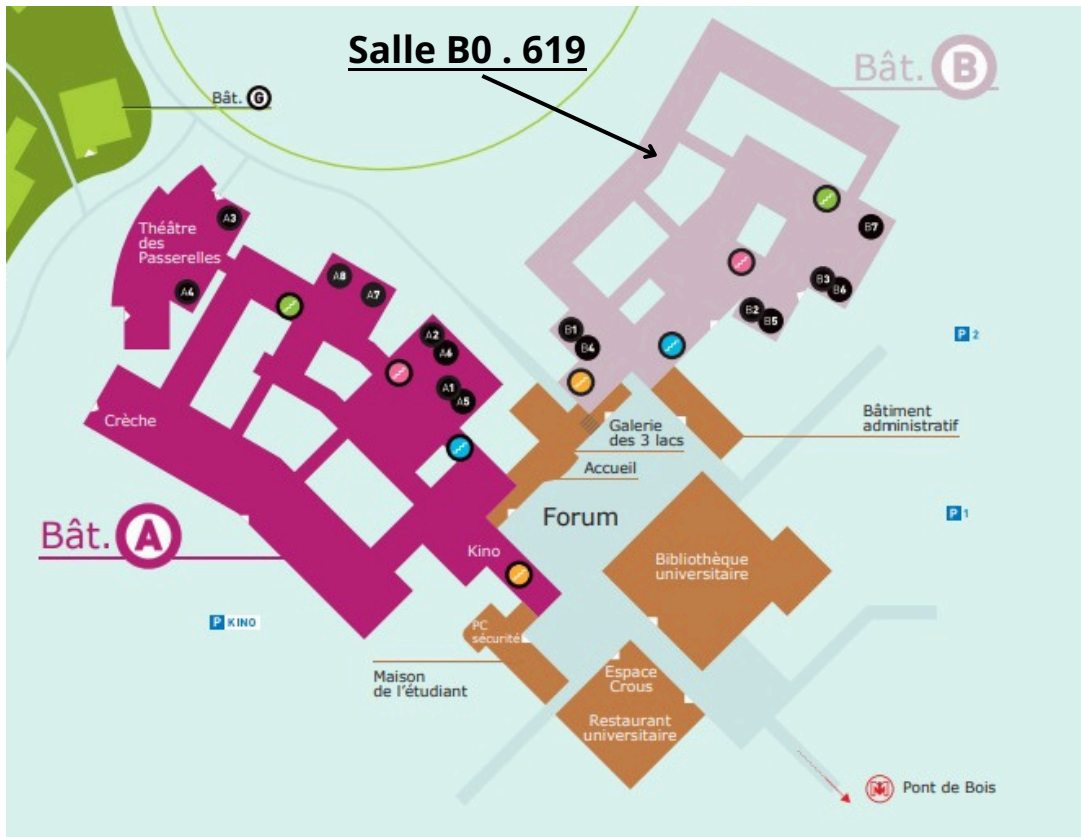 Salle B0 . 619
Bât. B
Bât. G
Théâtre
des
Passerelles
A3
A4
A8
A7
A2
A6
A1
A5
B7
B3
B6
B2
B5
B1
B4
P 2
Crèche
Galerie
des 3 lacs
Accueil
Bâtiment
administratif
Bât. A
Forum
P 1
Kino
Bibliothèque
universitaire
P KINO
PC
sécurité
Maison
de l'étudiant
Espace
Crous
Restaurant
universitaire
Pont de Bois